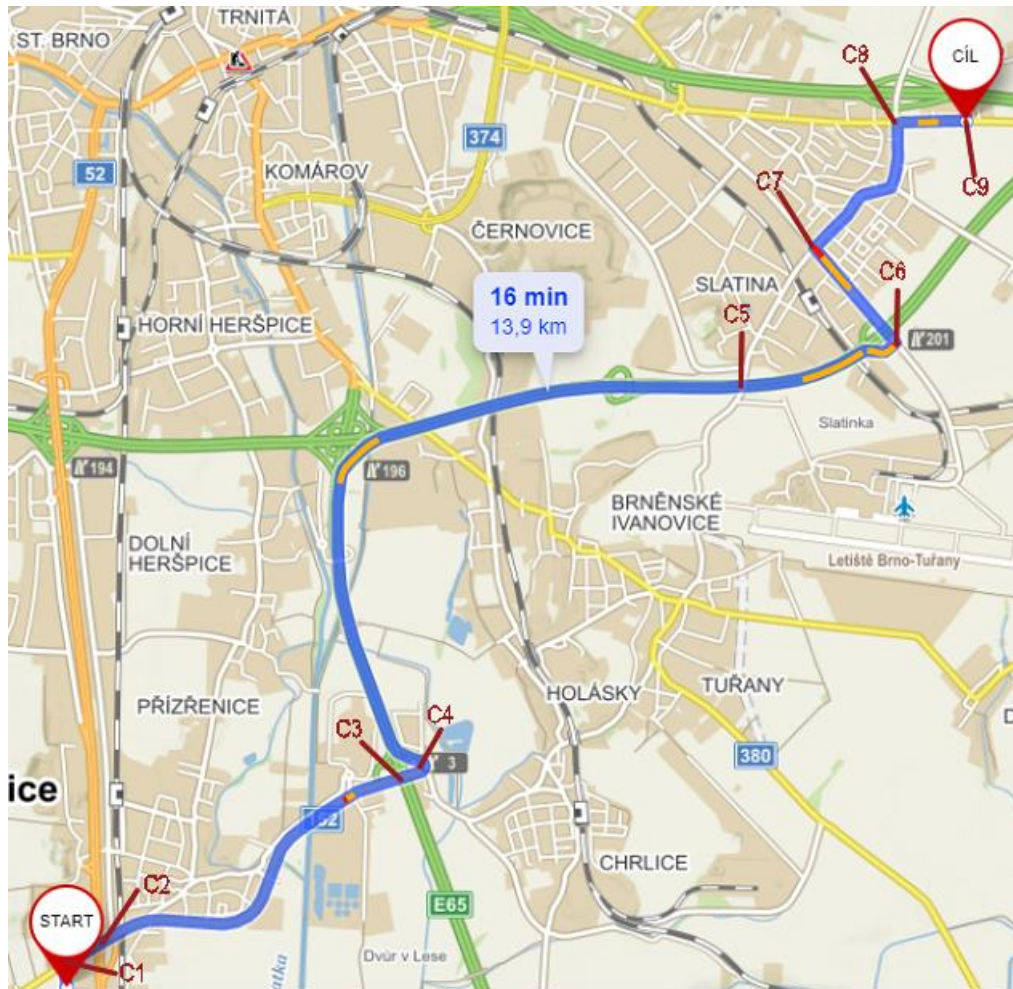 TRNITÁ
ST. BRNO
C8
CÍL
374
52
KOMÁROV
C7
C9
ČERNOVICE
SLATINA
C6
16 min
13,9 km
C5
HORNÍ HERŠPICE
201
Slatinka
194
196
BRNĚNSKÉ
IVANOVICE
DOLNÍ
HERŠPICE
Letiště Brno-Tuřany
HOLÁSKY
TUŘANY
PŘÍZŘENICE
C3
C4
D
3
380
ice
CHRLICE
C2
E65
START
Dvůr v Lese
C1
atka